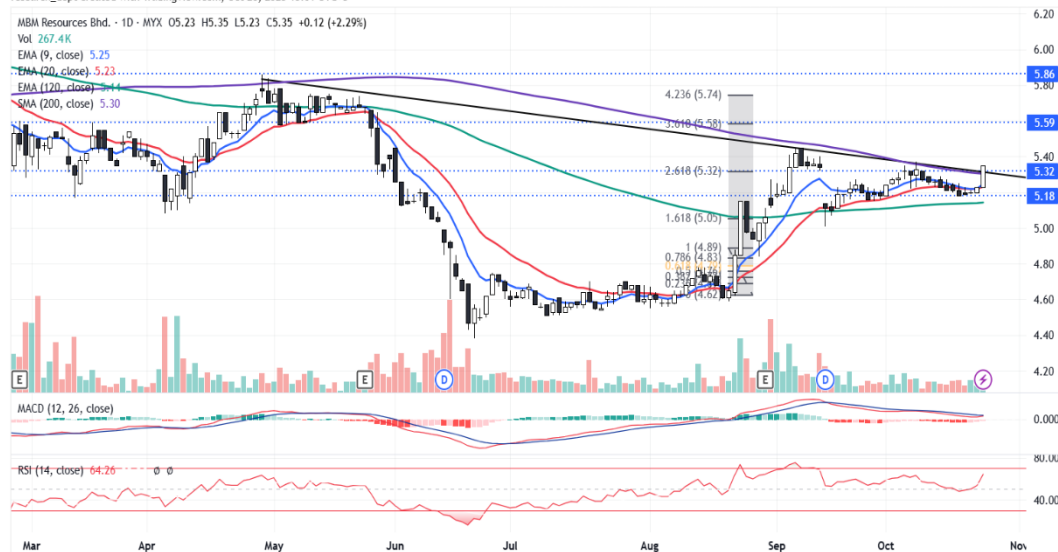 MBM Resources Bhd. · 1D · MYX O5.23 H5.35 L5.23 C5.35 +0.12 (+2.29%)
Vol 267.4K
EMA (9, close) 5.25
EMA (20, close) 5.23
EMA (120, close)
SMA (200, close) 5.30
6.20
6.00
5.86
5.80
5.59
5.40
5.32
5.18
5.00
4.80
4.60
4.40
4.20
4.236 (5.74)
3.618 (5.58)
2.618 (5.32)
1.618 (5.05)
1 (4.89)
0.786 (4.83)
E
D
E
D
MACD (12, 26, close)
0.000
RSI (14, close) 64.26 ø ø
80.00
40.00
Mar Apr May Jun Jul Aug Sep Oct